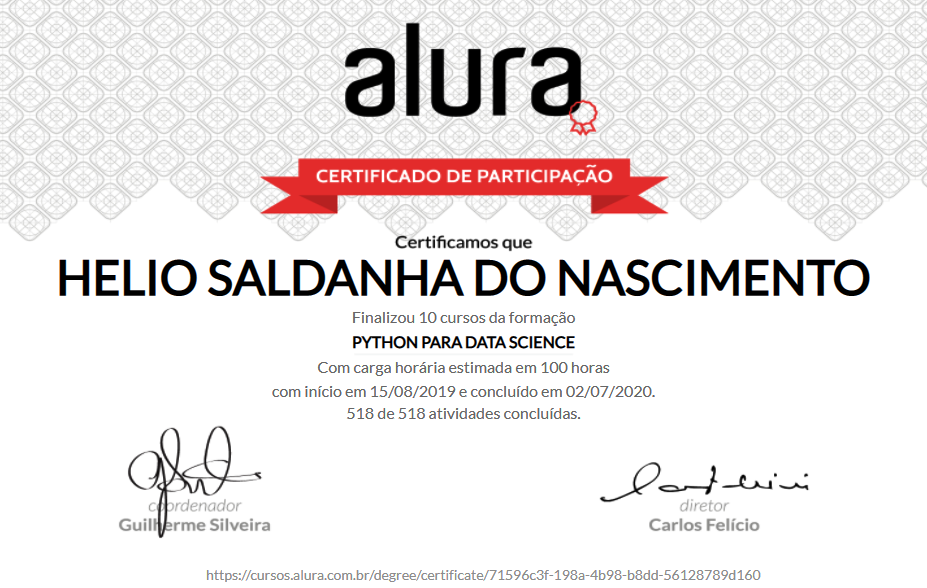 alura
CERTIFICADO DE PARTICIPAÇÃO
Certificamos que
HELIO SALDANHA DO NASCIMENTO
Finalizou 10 cursos da formação
PYTHON PARA DATA SCIENCE
Com carga horária estimada em 100 horas
com início em 15/08/2019 e concluído em 02/07/2020.
518 de 518 atividades concluídas.
coordenador
Guilherme Silveira
diretor
Carlos Felício
https://cursos.alura.com.br/degree/certificate/71596c3f-198a-4b98-b8dd-56128789d160